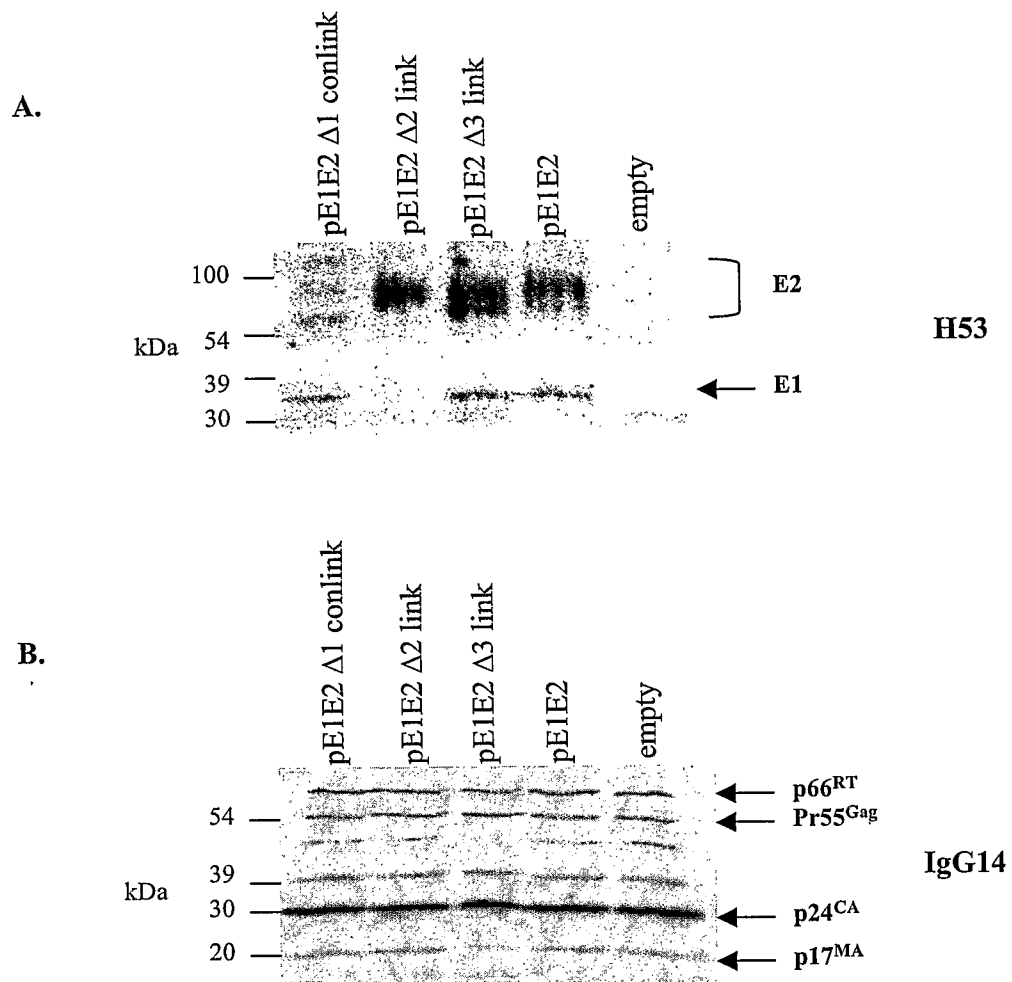 A.
pE1E2 Δ1 conlink
pE1E2 Δ2 link
pE1E2 Δ3 link
pE1E2
empty
100
54
kDa
39
30
E2
E1
H53
B.
pE1E2 Δ1 conlink
pE1E2 Δ2 link
pE1E2 Δ3 link
pE1E2
empty
54
39
kDa
30
20
p66RT
Pr55Gag
p24CA
p17MA
IgG14